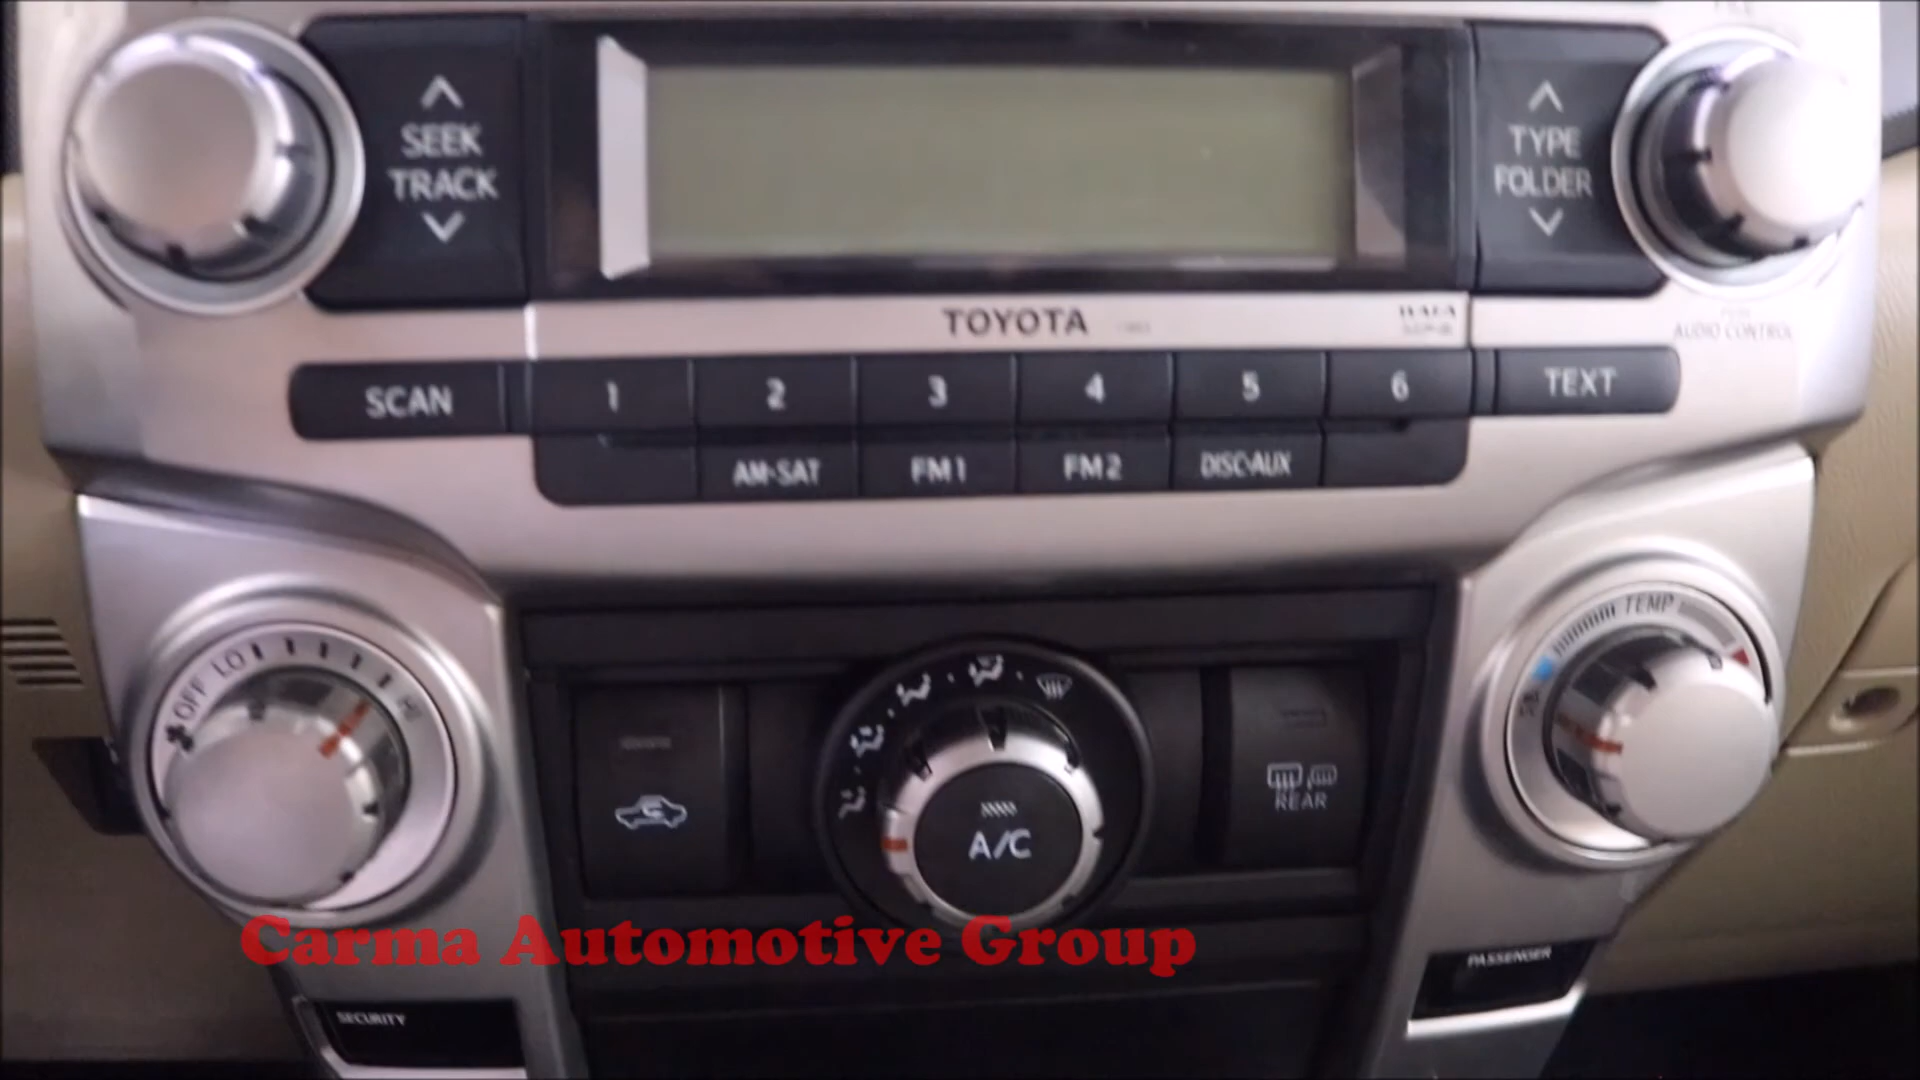 SEEK
TRACK
TYPE
FOLDER
TOYOTA
AUDIO CONTROL
SCAN
1
2
3
4
5
6
TEXT
AM·SAT
FM1
FM2
DISC·AUX
OFF
LO
HI
TEMP
A/C
REAR
Carma Automotive Group
PASSENGER
SECURITY